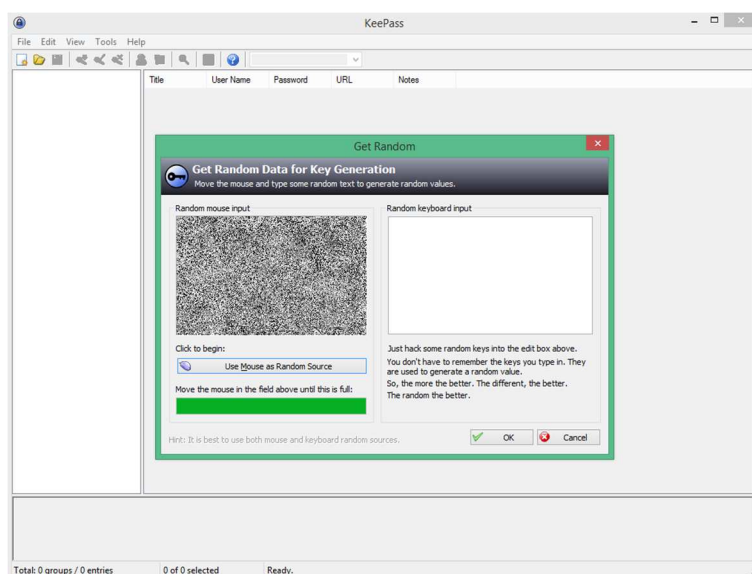 KeePass
File Edit View Tools Help
Title User Name Password URL Notes
Get Random
Get Random Data for Key Generation
Move the mouse and type some random text to generate random values.
Random mouse input
Click to begin:
Use Mouse as Random Source
Move the mouse in the field above until this is full:
Random keyboard input
Just hack some random keys into the edit box above.
You don't have to remember the keys you type in. They
are used to generate a random value.
So, the more the better. The different, the better.
The random the better.
Hint: It is best to use both mouse and keyboard random sources.
OK Cancel
Total: 0 groups / 0 entries 0 of 0 selected Ready.